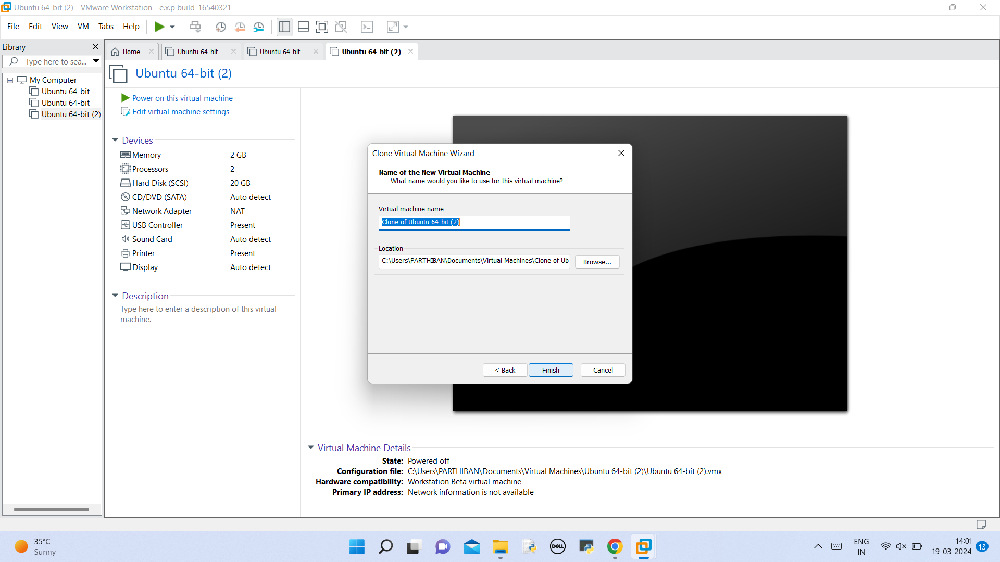 Ubuntu 64-bit (2) - VMware Workstation - e.x.p build-16540321
File Edit View VM Tabs Help
Library
Type here to sea...
My Computer
Ubuntu 64-bit
Ubuntu 64-bit
Ubuntu 64-bit (2)
Home Ubuntu 64-bit Ubuntu 64-bit Ubuntu 64-bit (2)
Ubuntu 64-bit (2)
Power on this virtual machine
Edit virtual machine settings
Devices
Memory 2 GB
Processors 2
Hard Disk (SCSI) 20 GB
CD/DVD (SATA) Auto detect
Network Adapter NAT
USB Controller Present
Sound Card Auto detect
Printer Present
Display Auto detect
Description
Type here to enter a description of this virtual
machine.
Clone Virtual Machine Wizard
Name of the New Virtual Machine
What name would you like to use for this virtual machine?
Virtual machine name
Clone of Ubuntu 64-bit (2)
Location
C:\Users\PARTHIBAN\Documents\Virtual Machines\Clone of Ub
Browse...
< Back Finish Cancel
Virtual Machine Details
State: Powered off
Configuration file: C:\Users\PARTHIBAN\Documents\Virtual Machines\Ubuntu 64-bit (2)\Ubuntu 64-bit (2).vmx
Hardware compatibility: Workstation Beta virtual machine
Primary IP address: Network information is not available
35°C
Sunny
DELL
ENG
IN
14:01
19-03-2024
13